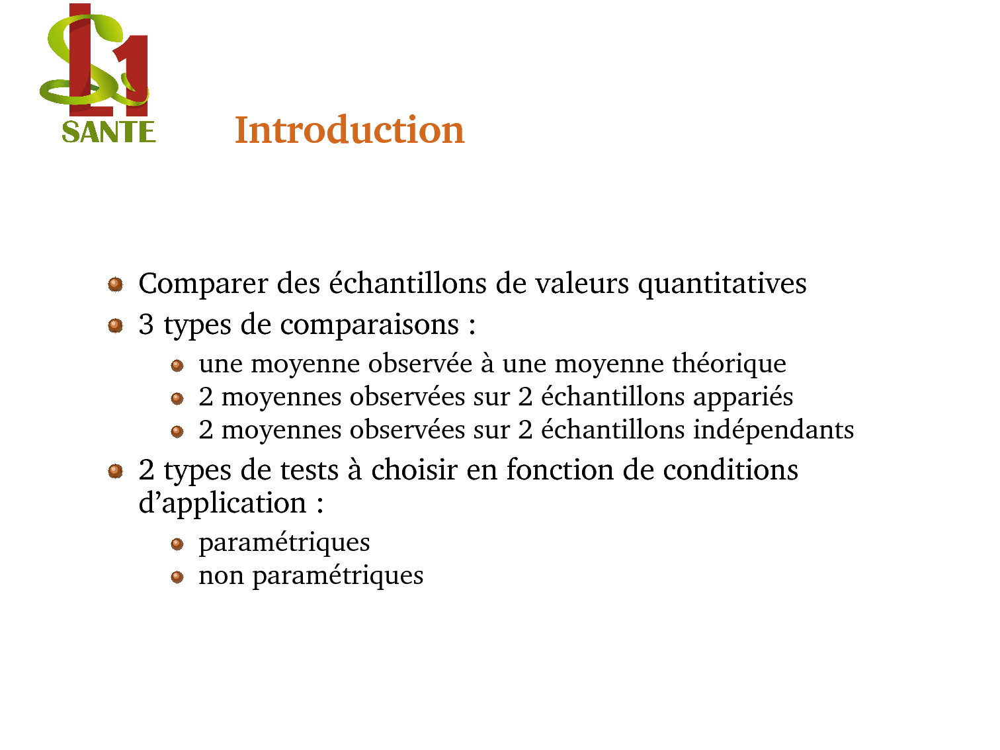 L1
SANTE
Introduction
Comparer des échantillons de valeurs quantitatives
3 types de comparaisons :
une moyenne observée à une moyenne théorique
2 moyennes observées sur 2 échantillons appariés
2 moyennes observées sur 2 échantillons indépendants
2 types de tests à choisir en fonction de conditions
d’application :
paramétriques
non paramétriques